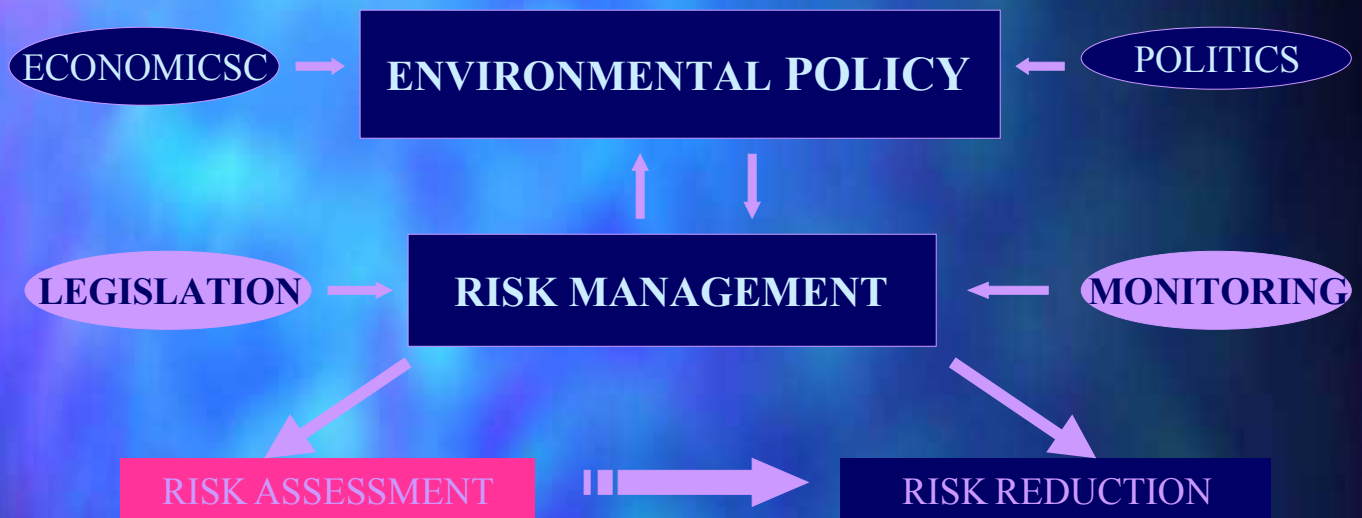 ECONOMICSC
ENVIRONMENTAL POLICY
POLITICS
LEGISLATION
RISK MANAGEMENT
MONITORING
RISK ASSESSMENT
RISK REDUCTION